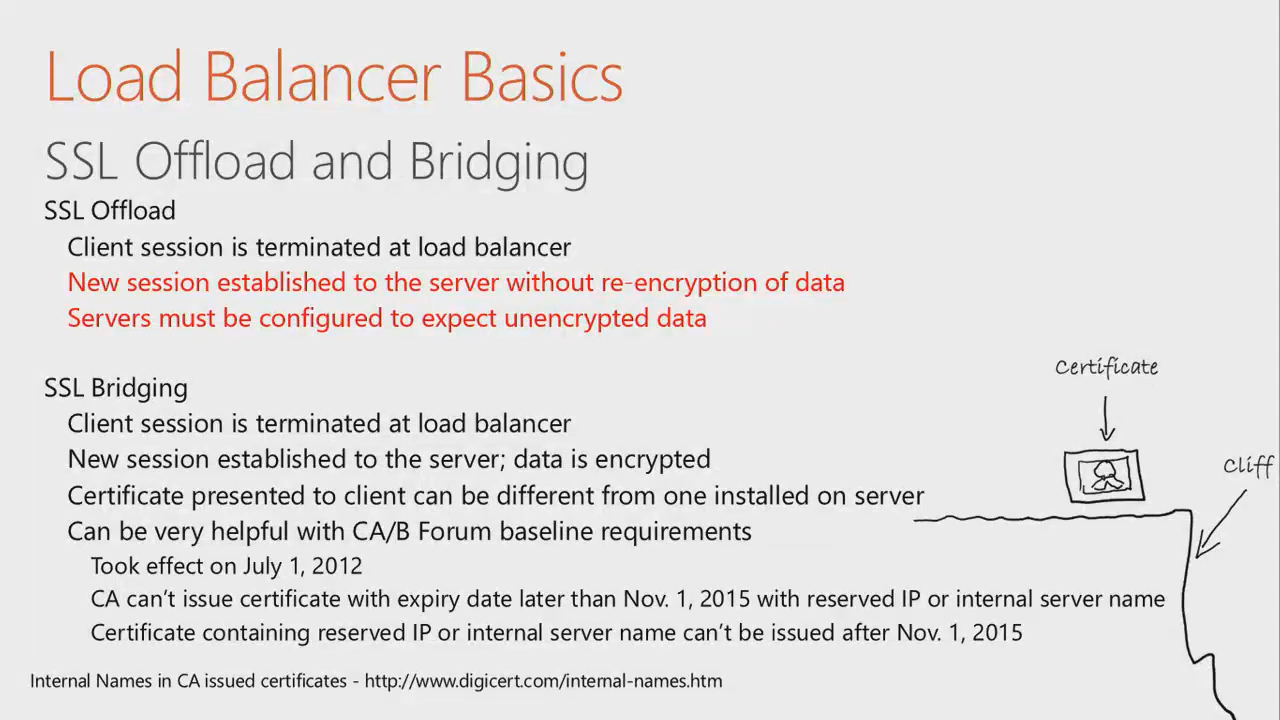 Load Balancer Basics
SSL Offload and Bridging
SSL Offload
Client session is terminated at load balancer
New session established to the server without re-encryption of data
Servers must be configured to expect unencrypted data
SSL Bridging
Client session is terminated at load balancer
New session established to the server; data is encrypted
Certificate presented to client can be different from one installed on server
Can be very helpful with CA/B Forum baseline requirements
Took effect on July 1, 2012
CA can’t issue certificate with expiry date later than Nov. 1, 2015 with reserved IP or internal server name
Certificate containing reserved IP or internal server name can’t be issued after Nov. 1, 2015
Certificate
Cliff
Internal Names in CA issued certificates - http://www.digicert.com/internal-names.htm